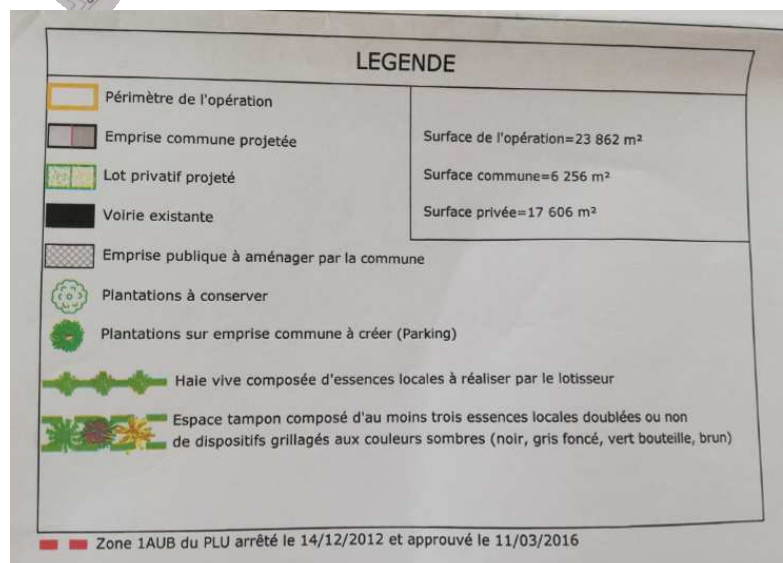 LEGENDE
Périmètre de l'opération
Emprise commune projetée
Surface de l'opération=23 862 m²
Lot privatif projeté
Surface commune=6 256 m²
Voirie existante
Surface privée=17 606 m²
Emprise publique à aménager par la commune
Plantations à conserver
Plantations sur emprise commune à créer (Parking)
Haie vive composée d'essences locales à réaliser par le lotisseur
Espace tampon composé d'au moins trois essences locales doublées ou non
de dispositifs grillagés aux couleurs sombres (noir, gris foncé, vert bouteille, brun)
Zone 1AUB du PLU arrêté le 14/12/2012 et approuvé le 11/03/2016